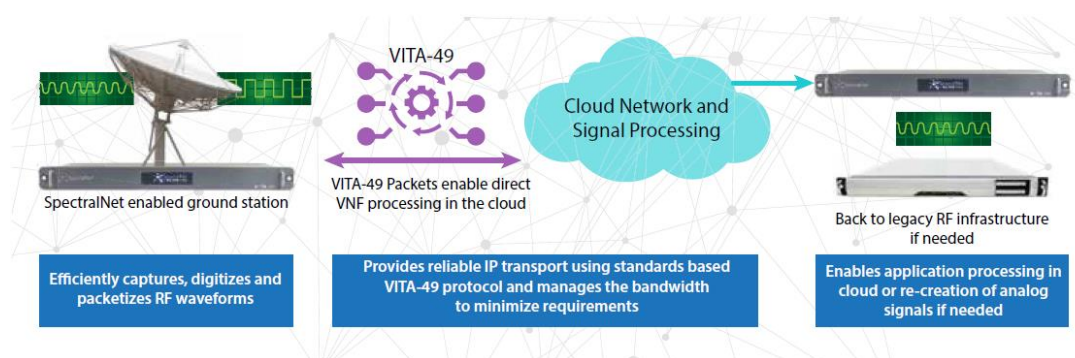 VITA-49
Cloud Network and
Signal Processing
SpectralNet enabled ground station
VITA-49 Packets enable direct
VNF processing in the cloud
Back to legacy RF infrastructure
if needed
Efficiently captures, digitizes and
packetizes RF waveforms
Provides reliable IP transport using standards based
VITA-49 protocol and manages the bandwidth
to minimize requirements
Enables application processing in
cloud or re-creation of analog
signals if needed